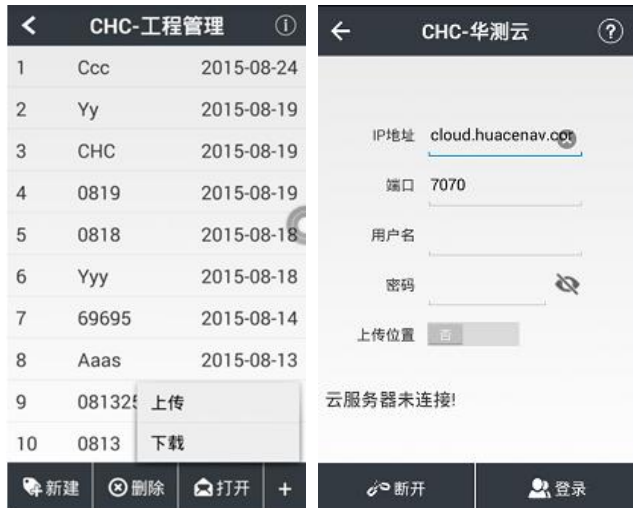 CHC-工程管理
1 Ccc 2015-08-24
2 Yy 2015-08-19
3 CHC 2015-08-19
4 0819 2015-08-19
5 0818 2015-08-18
6 Yyy 2015-08-18
7 69695 2015-08-14
8 Aaas 2015-08-13
9 081325
10 0813
上传
下载
新建 删除 打开 +
CHC-华测云
IP地址 cloud.huacenav.com
端口 7070
用户名
密码
上传位置 否
云服务器未连接!
断开 登录